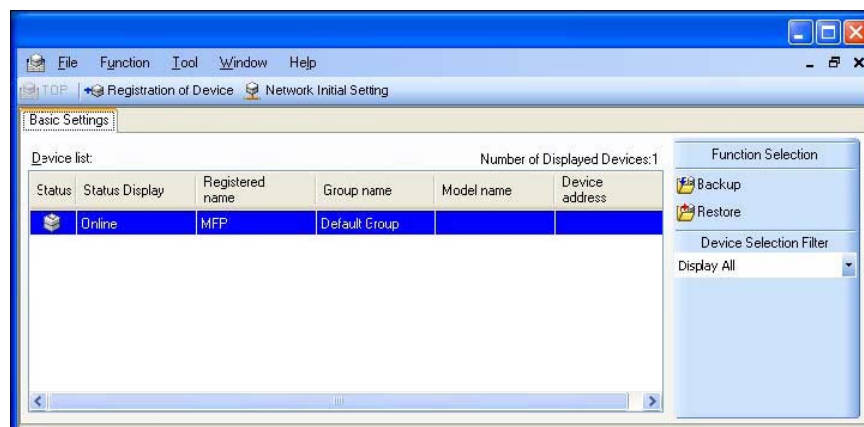 File Function Tool Window Help
TOP Registration of Device Network Initial Setting
Basic Settings
Device list: Number of Displayed Devices:1
Status Status Display Registered name Group name Model name Device address
Online MFP Default Group
Function Selection
Backup
Restore
Device Selection Filter
Display All